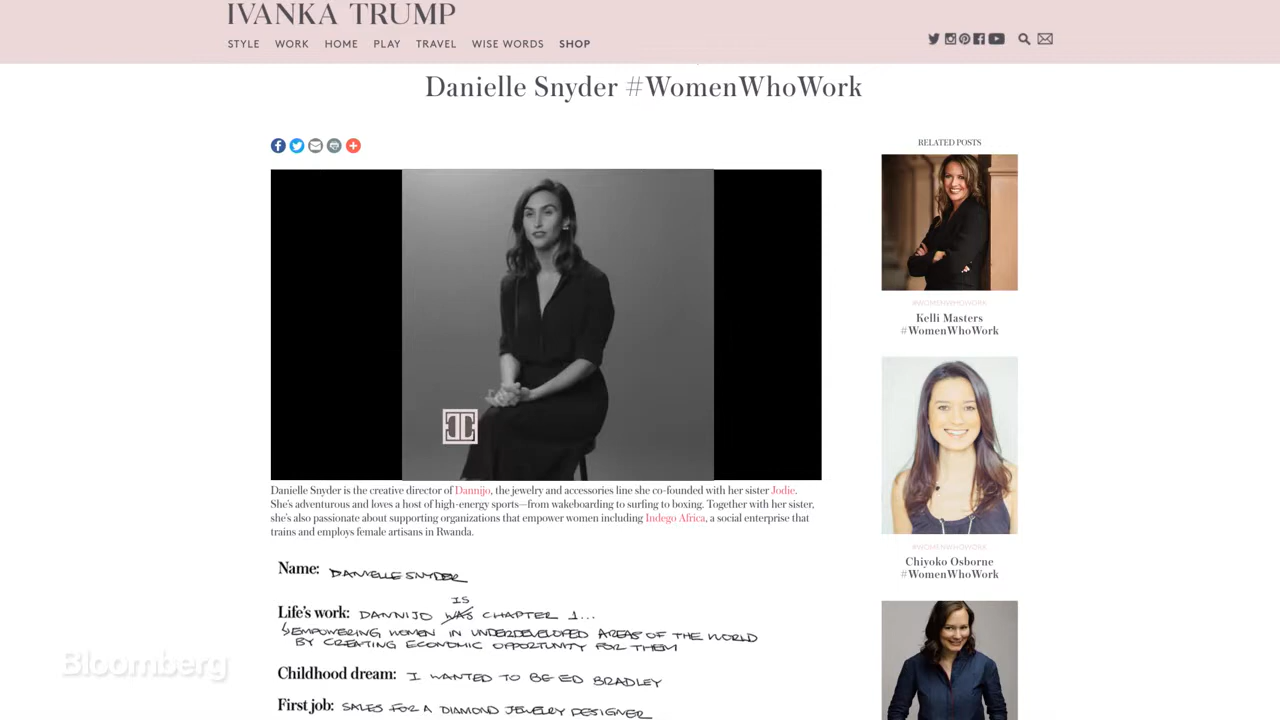 IVANKA TRUMP
STYLE WORK HOME PLAY TRAVEL WISE WORDS SHOP
Danielle Snyder #WomenWhoWork
RELATED POSTS
Danielle Snyder is the creative director of Dannijo, the jewelry and accessories line she co-founded with her sister Jodie.
She's adventurous and loves a host of high-energy sports—from wakeboarding to surfing to boxing. Together with her sister,
she's also passionate about supporting organizations that empower women including Indego Africa, a social enterprise that
trains and employs female artisans in Rwanda.
#WOMENWHOWORK
Kelli Masters
#WomenWhoWork
#WOMENWHOWORK
Chiyoko Osborne
#WomenWhoWork
Name: DANIELLE SNYDER
IS
Life's work: DANNIJO WAS CHAPTER 1...
EMPOWERING WOMEN IN UNDERDEVELOPED AREAS OF THE WORLD
BY CREATING ECONOMIC OPPORTUNITY FOR THEM
Childhood dream: I WANTED TO BE ED BRADLEY
First job: SALES FOR A DIAMOND JEWELRY DESIGNER
Bloomberg